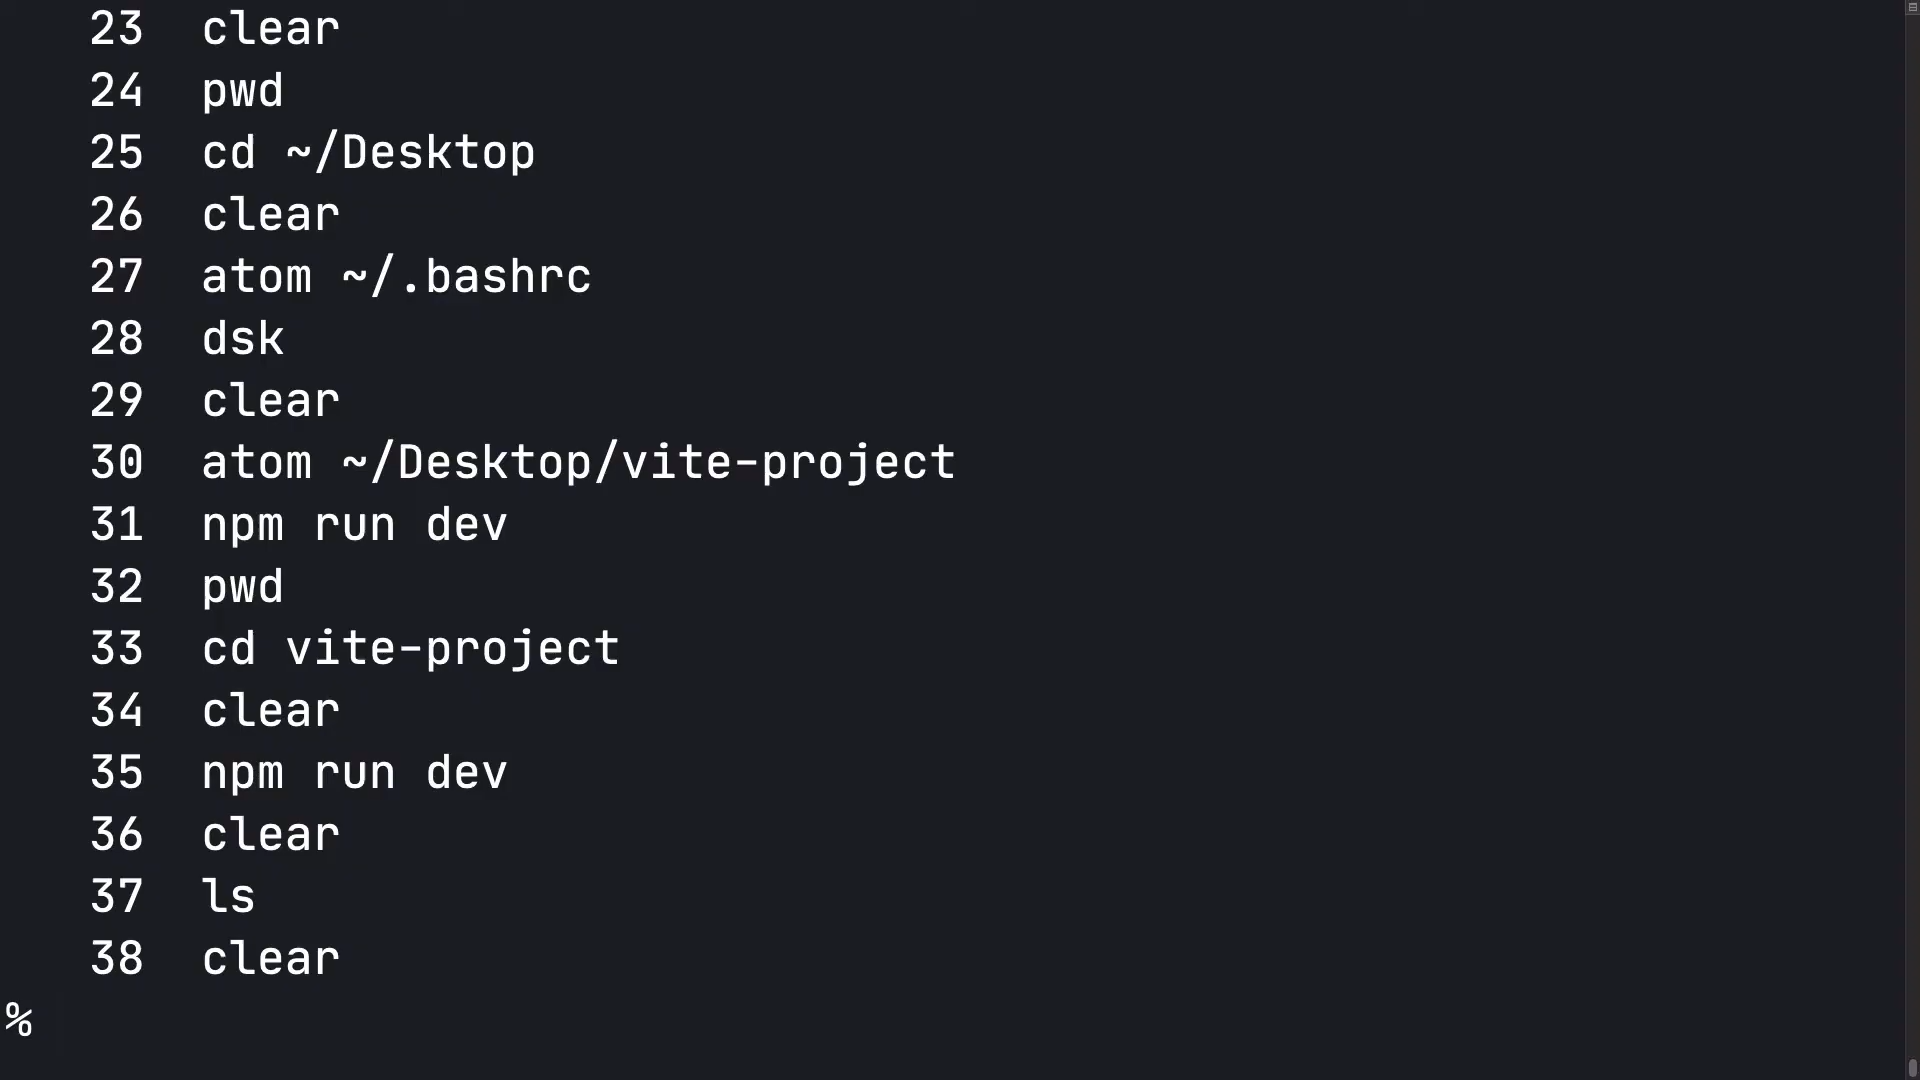 23 clear
24 pwd
25 cd ~/Desktop
26 clear
27 atom ~/.bashrc
28 dsk
29 clear
30 atom ~/Desktop/vite-project
31 npm run dev
32 pwd
33 cd vite-project
34 clear
35 npm run dev
36 clear
37 ls
38 clear
%